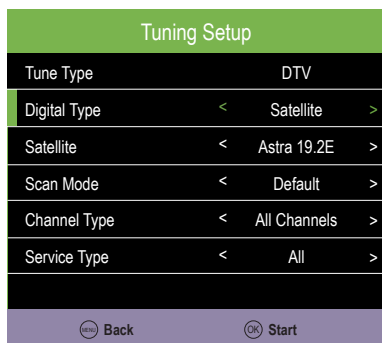 Tuning Setup
Tune Type DTV
Digital Type < Satellite >
Satellite < Astra 19.2E >
Scan Mode < Default >
Channel Type < All Channels >
Service Type < All >
MENU Back OK Start